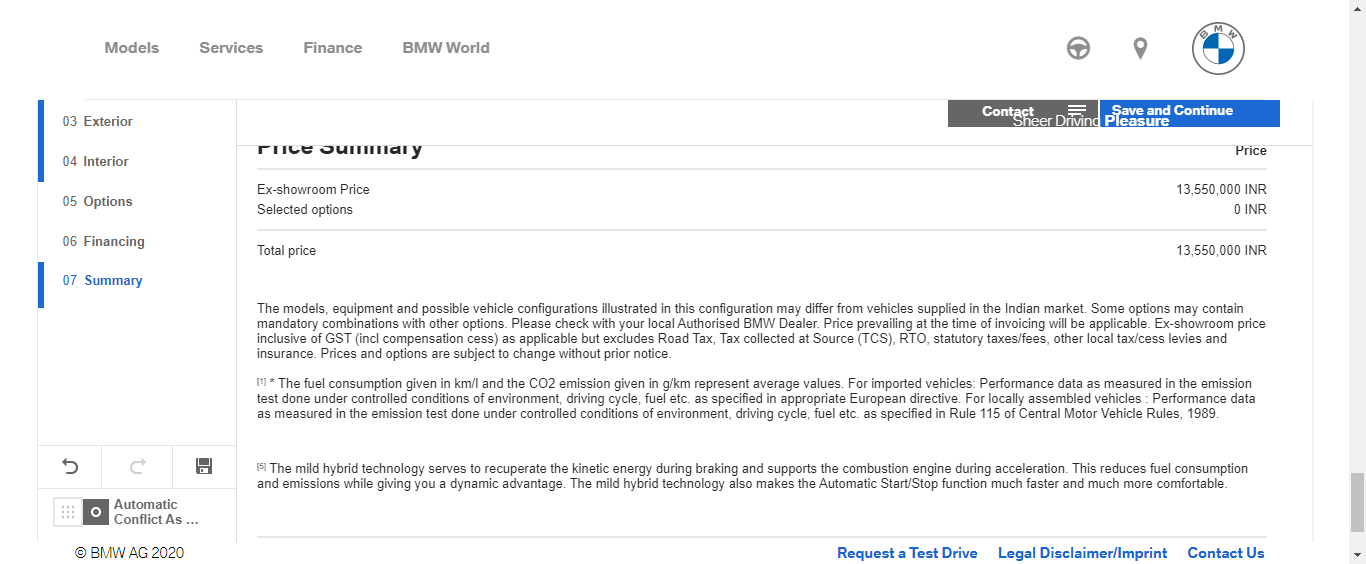 Models Services Finance BMW World
BMW
03 Exterior
Contact Save and Continue
Sheer Driving Pleasure
Price Summary
Price
04 Interior
Ex-showroom Price 13,550,000 INR
05 Options
Selected options 0 INR
06 Financing
Total price 13,550,000 INR
07 Summary
The models, equipment and possible vehicle configurations illustrated in this configuration may differ from vehicles supplied in the Indian market. Some options may contain
mandatory combinations with other options. Please check with your local Authorised BMW Dealer. Price prevailing at the time of invoicing will be applicable. Ex-showroom price
inclusive of GST (incl compensation cess) as applicable but excludes Road Tax, Tax collected at Source (TCS), RTO, statutory taxes/fees, other local tax/cess levies and
insurance. Prices and options are subject to change without prior notice.
[1] * The fuel consumption given in km/l and the CO2 emission given in g/km represent average values. For imported vehicles: Performance data as measured in the emission
test done under controlled conditions of environment, driving cycle, fuel etc. as specified in appropriate European directive. For locally assembled vehicles : Performance data
as measured in the emission test done under controlled conditions of environment, driving cycle, fuel etc. as specified in Rule 115 of Central Motor Vehicle Rules, 1989.
[5] The mild hybrid technology serves to recuperate the kinetic energy during braking and supports the combustion engine during acceleration. This reduces fuel consumption
and emissions while giving you a dynamic advantage. The mild hybrid technology also makes the Automatic Start/Stop function much faster and much more comfortable.
Automatic
Conflict As ...
© BMW AG 2020 Request a Test Drive Legal Disclaimer/Imprint Contact Us